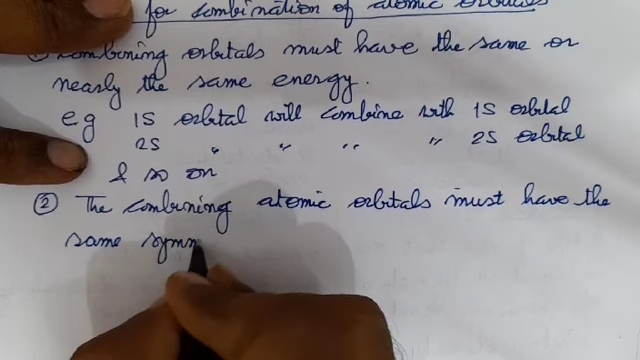 for combination of atomic orbitals
① Combining orbitals must have the same or
nearly the same energy.
eg 1S orbital will combine with 1S orbital
2S " " " " 2S orbital
& so on
② The combining atomic orbitals must have the
same symm